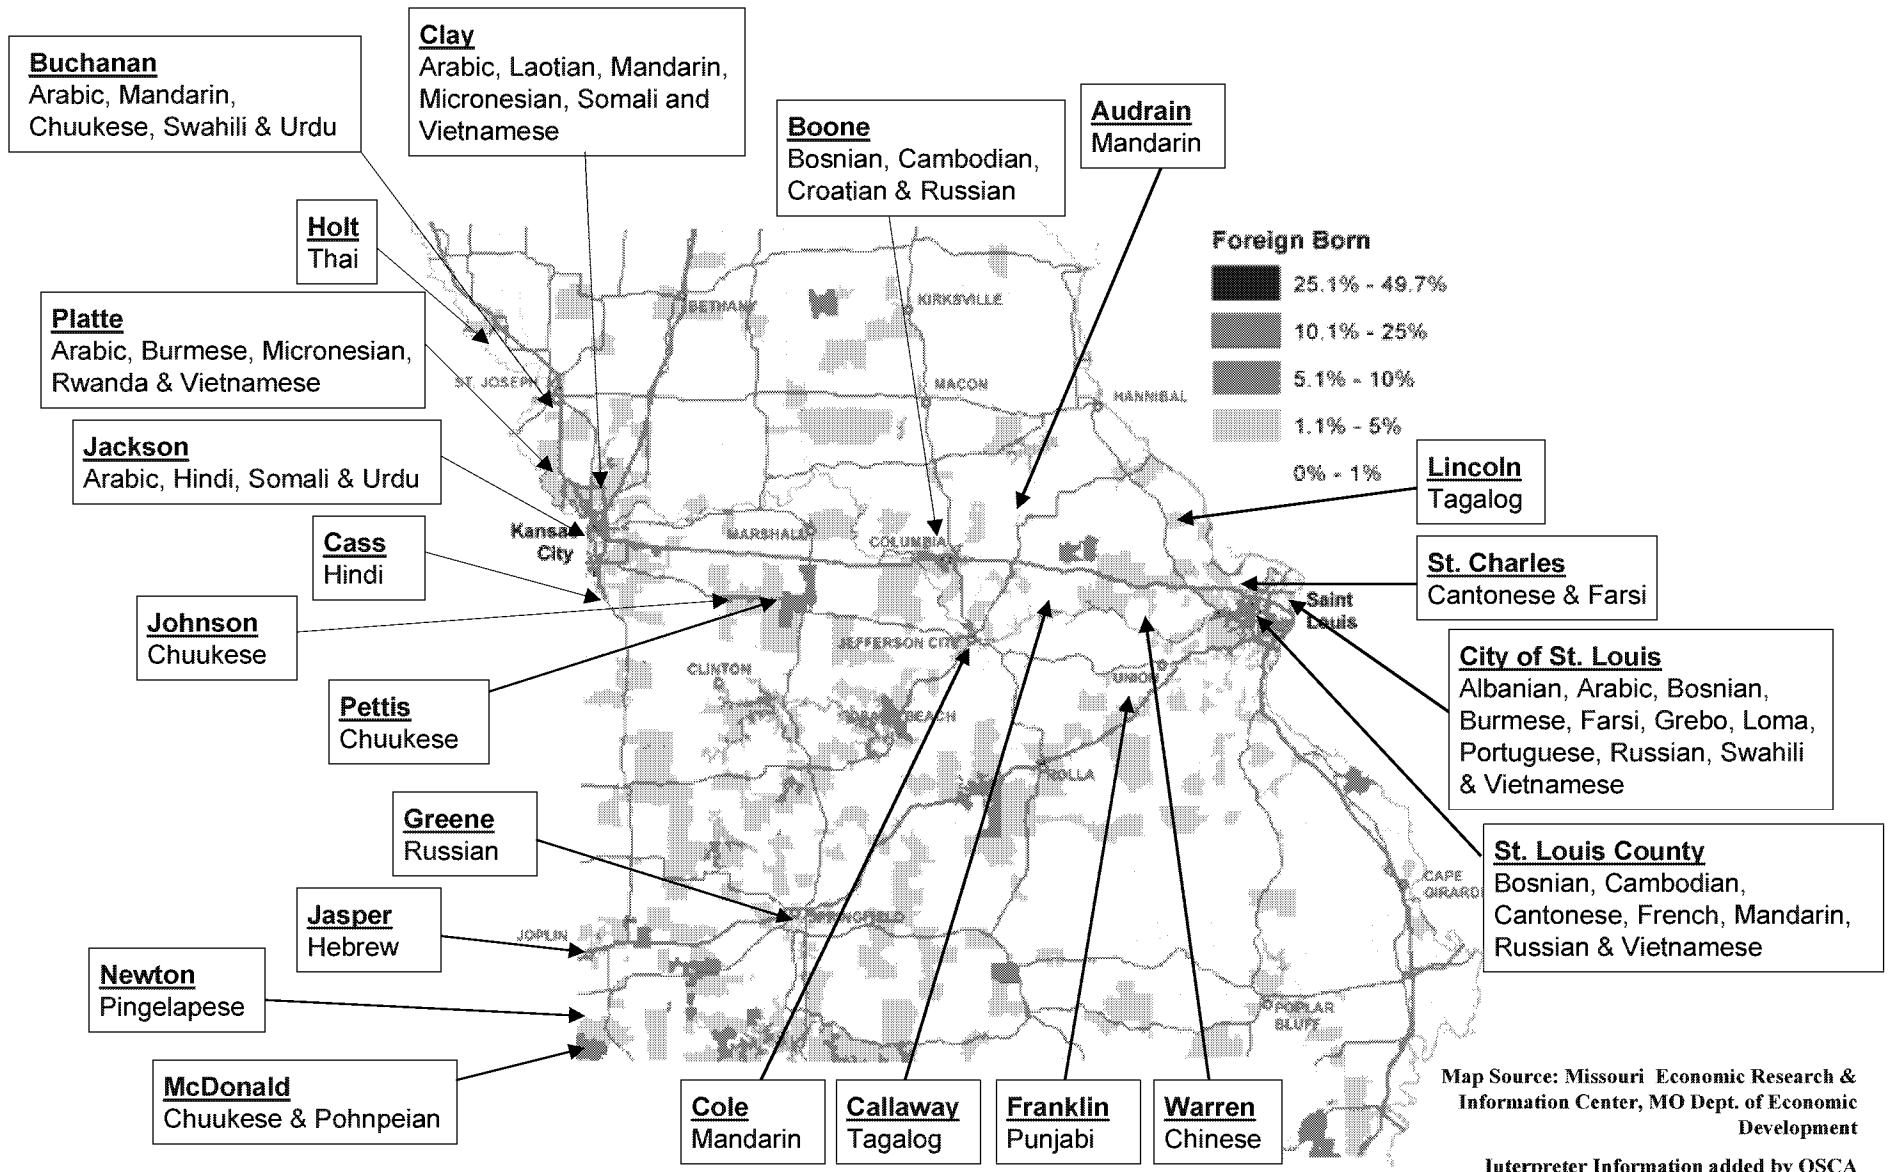 Buchanan
Arabic, Mandarin,
Chuukese, Swahili & Urdu
Clay
Arabic, Laotian, Mandarin,
Micronesian, Somali and
Vietnamese
Boone
Bosnian, Cambodian,
Croatian & Russian
Audrain
Mandarin
Holt
Thai
Platte
Arabic, Burmese, Micronesian,
Rwanda & Vietnamese
Jackson
Arabic, Hindi, Somali & Urdu
Cass
Hindi
Johnson
Chuukese
Pettis
Chuukese
Greene
Russian
Jasper
Hebrew
Newton
Pingelapese
McDonald
Chuukese & Pohnpeian
Cole
Mandarin
Callaway
Tagalog
Franklin
Punjabi
Warren
Chinese
Foreign Born
25.1% - 49.7%
10.1% - 25%
5.1% - 10%
1.1% - 5%
0% - 1%
Lincoln
Tagalog
St. Charles
Cantonese & Farsi
City of St. Louis
Albanian, Arabic, Bosnian,
Burmese, Farsi, Grebo, Loma,
Portuguese, Russian, Swahili
& Vietnamese
St. Louis County
Bosnian, Cambodian,
Cantonese, French, Mandarin,
Russian & Vietnamese
BETHANY
KIRKSVILLE
ST. JOSEPH
MACON
HANNIBAL
Kansas
City
MARSHALL
COLUMBIA
Saint
Louis
JEFFERSON CITY
CLINTON
UNION
BEACH
ROLLA
SPRINGFIELD
JOPLIN
CAPE
GIRARD
POPLAR
BLUFF
Map Source: Missouri Economic Research &
Information Center, MO Dept. of Economic
Development
Interpreter Information added by OSCA